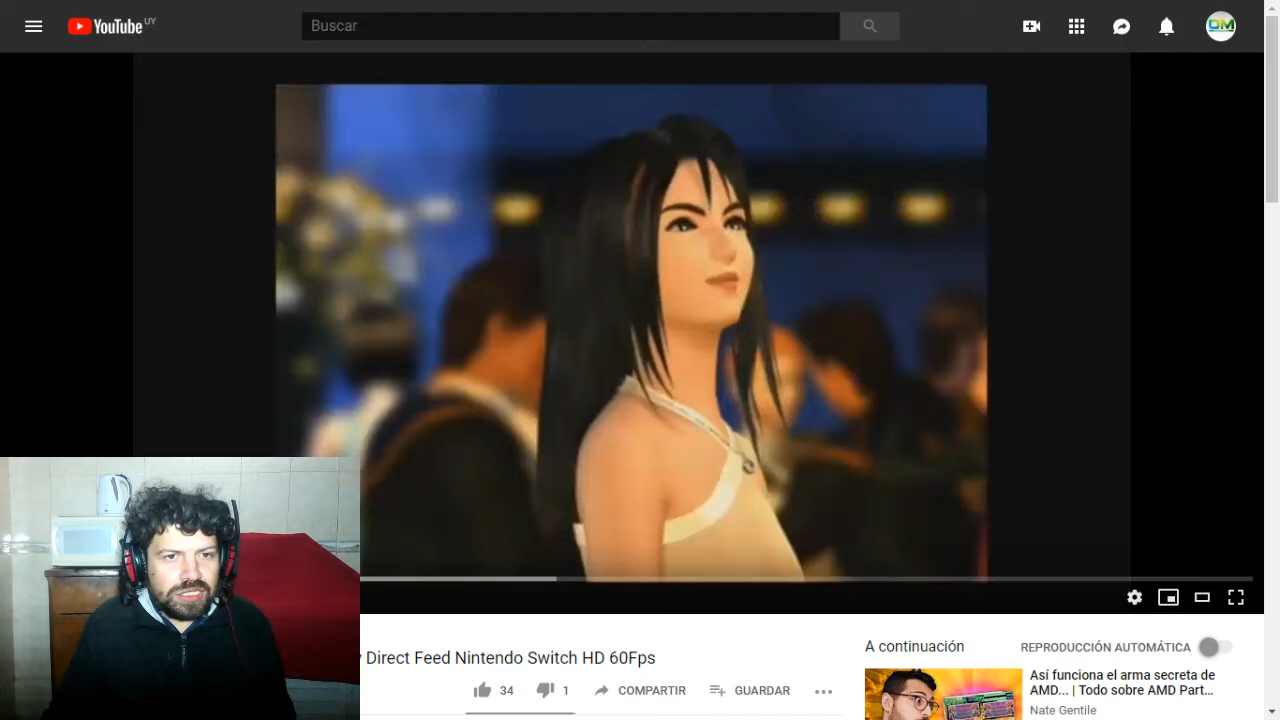 YouTube UY
Buscar
DM
Direct Feed Nintendo Switch HD 60Fps
34
1
COMPARTIR
GUARDAR
A continuación
REPRODUCCIÓN AUTOMÁTICA
Así funciona el arma secreta de
AMD... | Todo sobre AMD Part...
Nate Gentile